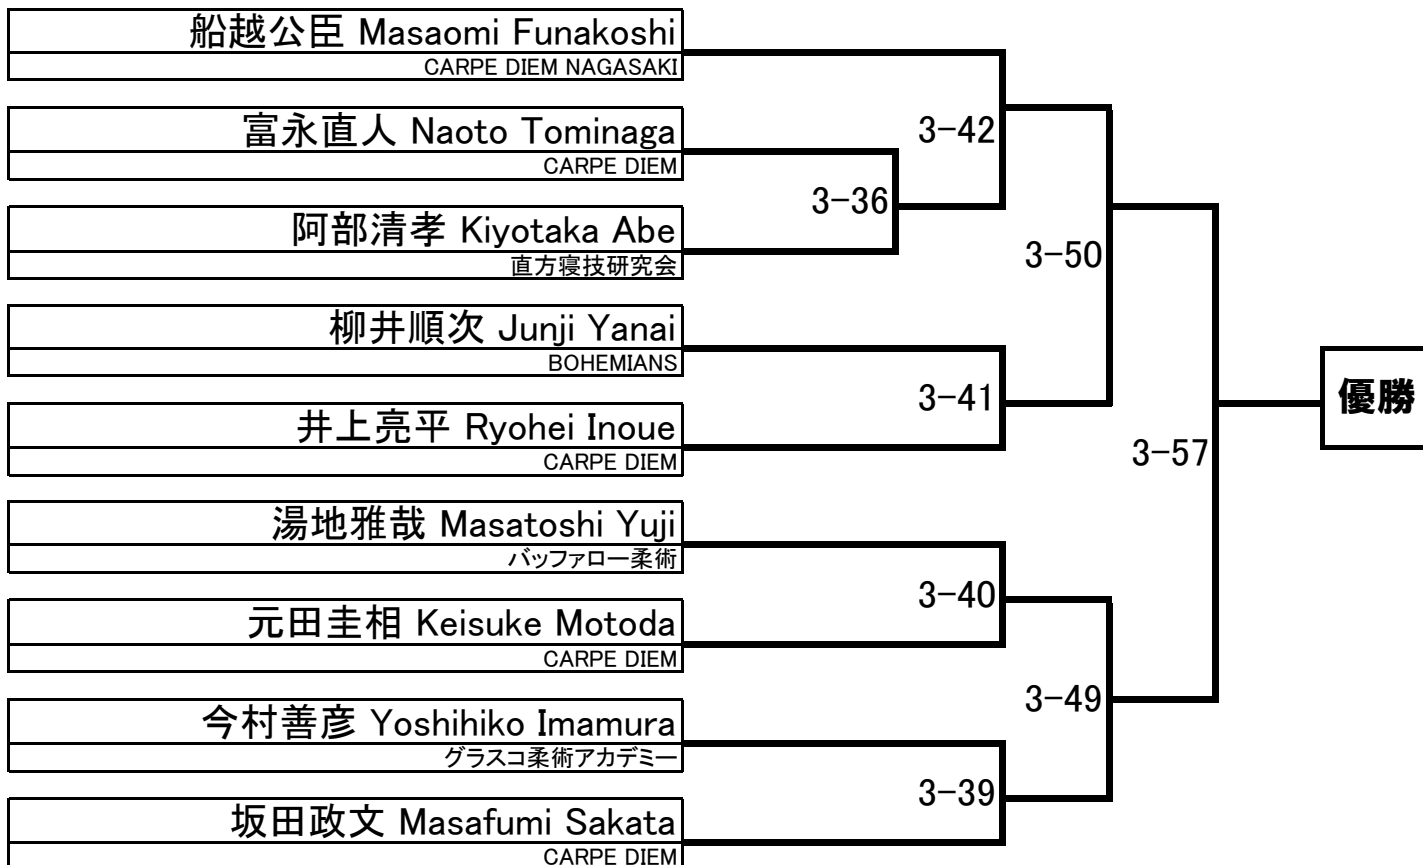 船越公臣 Masaomi Funakoshi
CARPE DIEM NAGASAKI
富永直人 Naoto Tominaga
CARPE DIEM
3-42
3-36
阿部清孝 Kiyotaka Abe
直方寝技研究会
3-50
柳井順次 Junji Yanai
BOHEMIANS
3-41
優勝
井上亮平 Ryohei Inoue
CARPE DIEM
3-57
湯地雅哉 Masatoshi Yuji
バッファロー柔術
3-40
元田圭相 Keisuke Motoda
CARPE DIEM
3-49
今村善彦 Yoshihiko Imamura
グラスコ柔術アカデミー
3-39
坂田政文 Masafumi Sakata
CARPE DIEM